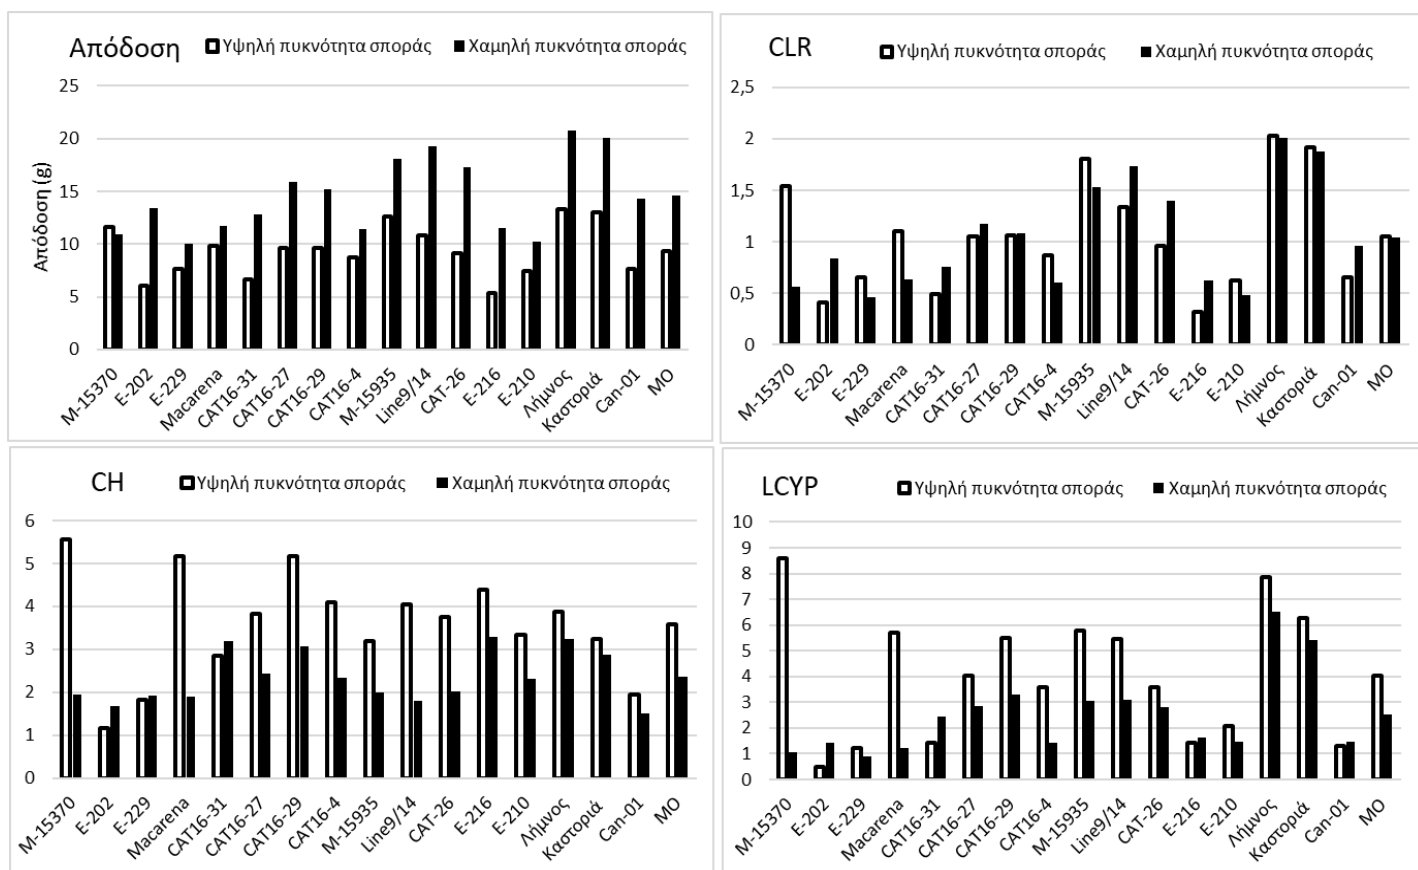 Απόδοση
Υψηλή πυκνότητα σποράς
Χαμηλή πυκνότητα σποράς
Απόδοση (g)
25
20
15
10
5
0
M-15370
E-202
E-229
Macarena
CAT16-31
CAT16-27
CAT16-29
CAT16-4
M-15935
Line9/14
CAT-26
E-216
E-210
Λήμνος
Καστοριά
Can-01
ΜΟ
CLR
Υψηλή πυκνότητα σποράς
Χαμηλή πυκνότητα σποράς
2,5
2
1,5
1
0,5
0
M-15370
E-202
E-229
Macarena
CAT16-31
CAT16-27
CAT16-29
CAT16-4
M-15935
Line9/14
CAT-26
E-216
E-210
Λήμνος
Καστοριά
Can-01
ΜΟ
CH
Υψηλή πυκνότητα σποράς
Χαμηλή πυκνότητα σποράς
6
5
4
3
2
1
0
M-15370
E-202
E-229
Macarena
CAT16-31
CAT16-27
CAT16-29
CAT16-4
M-15935
Line9/14
CAT-26
E-216
E-210
Λήμνος
Καστοριά
Can-01
ΜΟ
LCYP
Υψηλή πυκνότητα σποράς
Χαμηλή πυκνότητα σποράς
10
9
8
7
6
5
4
3
2
1
0
M-15370
E-202
E-229
Macarena
CAT16-31
CAT16-27
CAT16-29
CAT16-4
M-15935
Line9/14
CAT-26
E-216
E-210
Λήμνος
Καστοριά
Can-01
ΜΟ